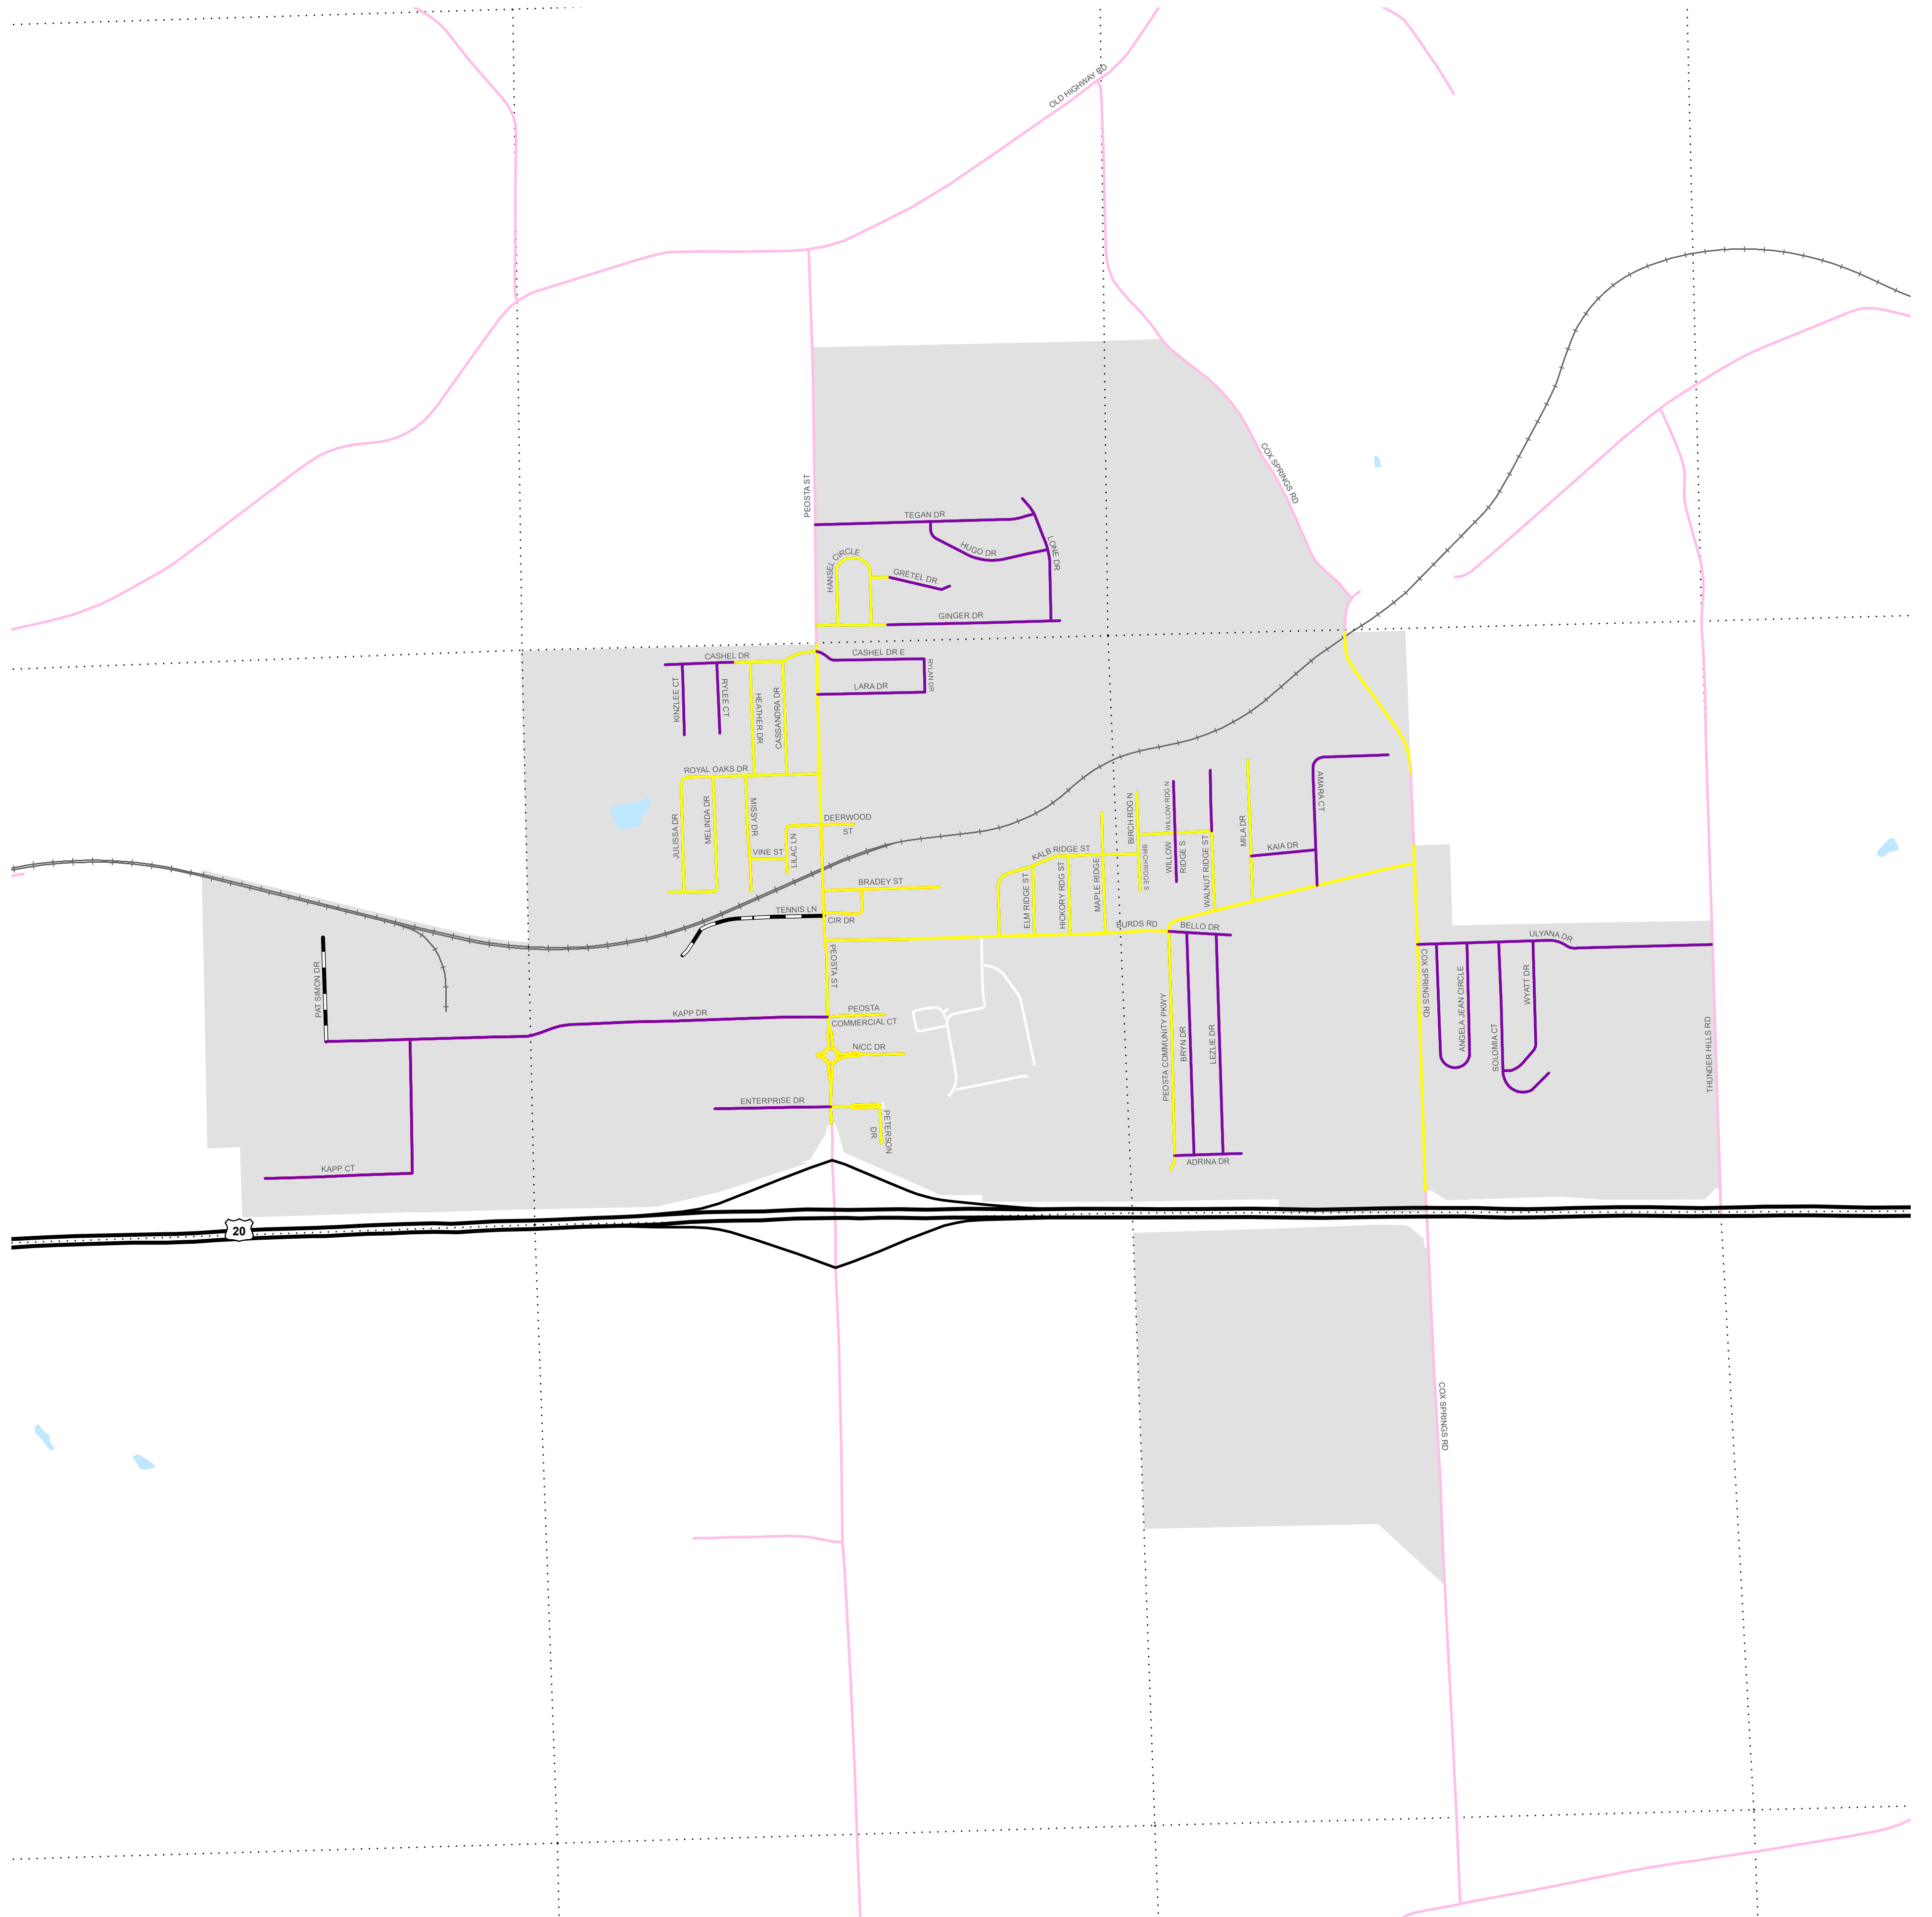 OLD HIGHWAY RD
COX SPRINGS RD
PEOSTA ST
TEGAN DR
HUGO DR
LONE DR
HANSEL CIRCLE
GRETEL DR
GINGER DR
CASHEL DR
CASHEL DR E
RYLAN DR
LARA DR
KINZLEE CT
RYLEE CT
HEATHER DR
CASSANDRA DR
ROYAL OAKS DR
JULISSA DR
MELINDA DR
MISSY DR
DEERWOOD
ST
LILAC LN
VINE ST
BRADEY ST
TENNIS LN
CIR DR
KALB RIDGE ST
ELM RIDGE ST
HICKORY RDG ST
MAPLE RIDGE
BIRCH RDG N
BIRCH RIDGE S
WILLOW RDG N
WILLOW
RIDGE S
WALNUT RIDGE ST
MILA DR
KAIA DR
AMARA CT
BURDS RD
BELLO DR
PEOSTA ST
PAT SIMON DR
KAPP DR
PEOSTA
COMMERCIAL CT
NICC DR
ENTERPRISE DR
PETERSON
DR
KAPP CT
PEOSTA COMMUNITY PKWY
BRYN DR
LEZLIE DR
ADRINA DR
COX SPRINGS RD
ULYANA DR
ANGELA JEAN CIRCLE
SOLOMIA CT
WYATT DR
THUNDER HILLS RD
20
COX SPRINGS RD